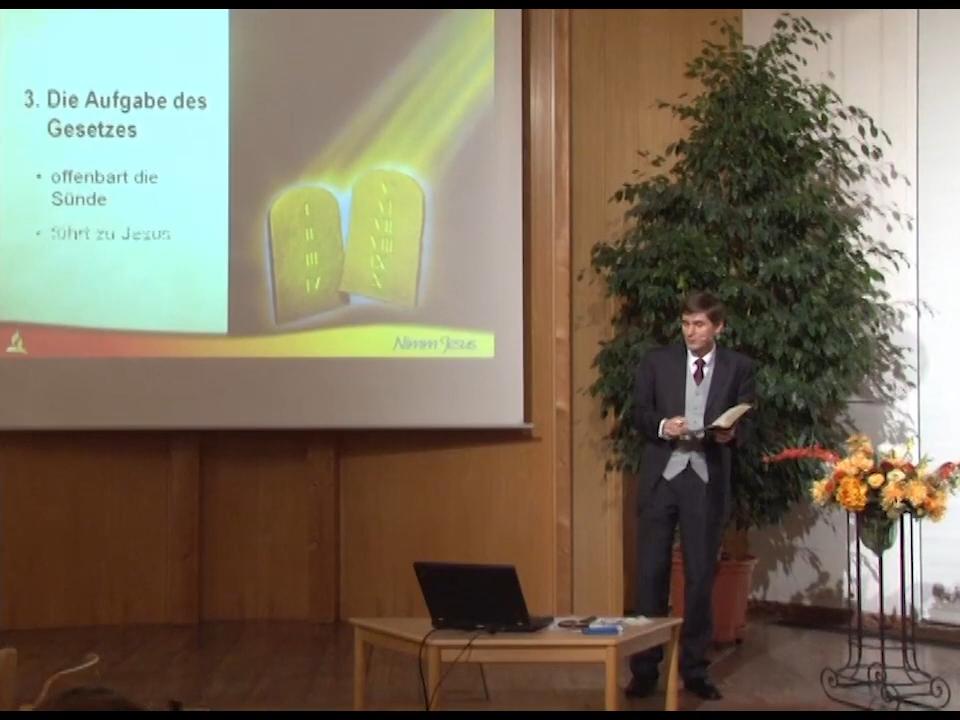 3. Die Aufgabe des
Gesetzes
• offenbart die
Sünde
• führt zu Jesus
Nimm Jesus